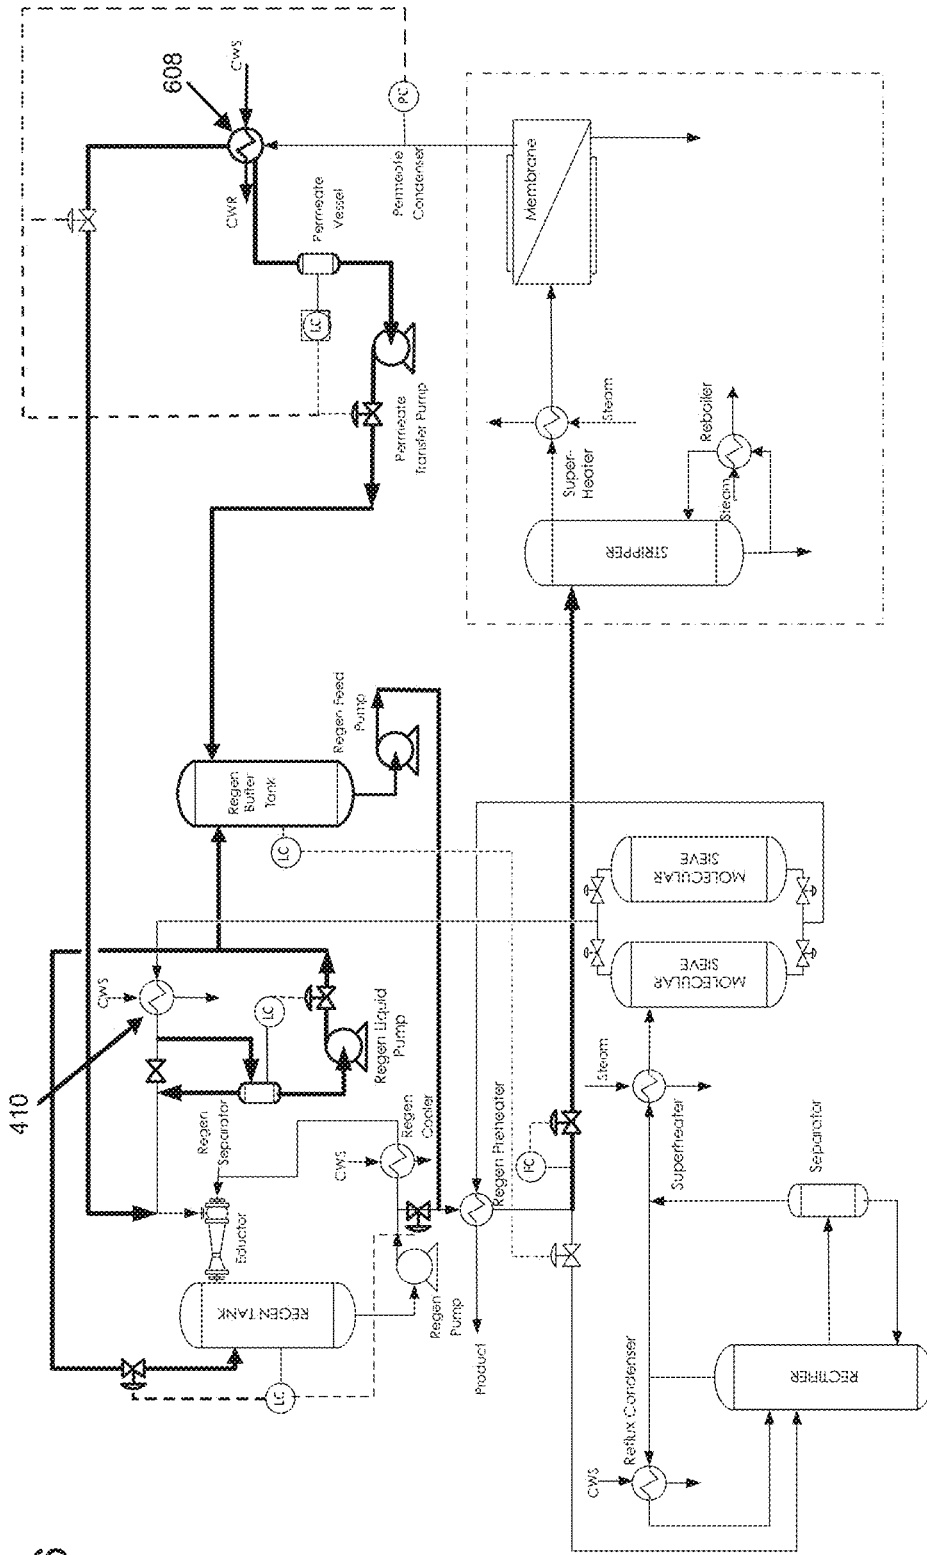 608
CWS
CWR
PC
Permeate
Condenser
Permeate
Vessel
LC
Permeate
Transfer Pump
Membrane
Steam
Super-
Heater
Reboiler
Steam
STRIPPER
Regen
Buffer
Tank
Regen Feed
Pump
LC
MOLECULAR
SIEVE
MOLECULAR
SIEVE
410
CWS
LC
Regen Liquid
Pump
Regen
Separator
CWS
Regen
Cooler
Eductor
REGEN TANK
LC
Regen
Pump
Regen Preheater
FC
Product
Steam
Superheater
Separator
Reflux Condenser
CWS
RECTIFIER